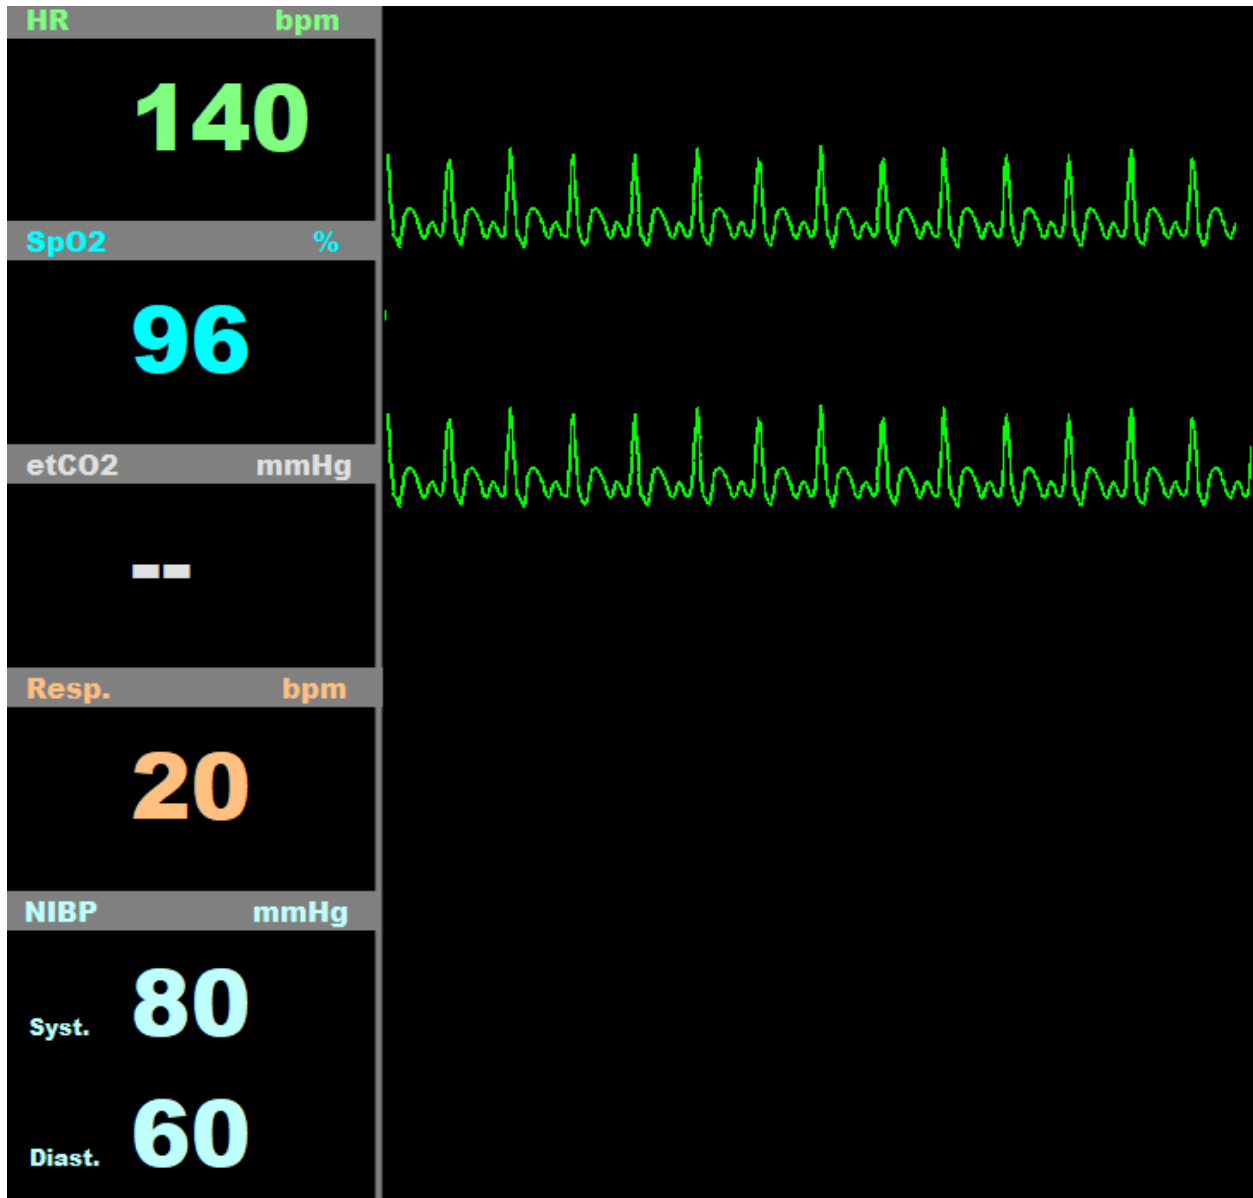 HR bpm
140
SpO2 %
96
etCO2 mmHg
--
Resp. bpm
20
NIBP mmHg
Syst. 80
Diast. 60